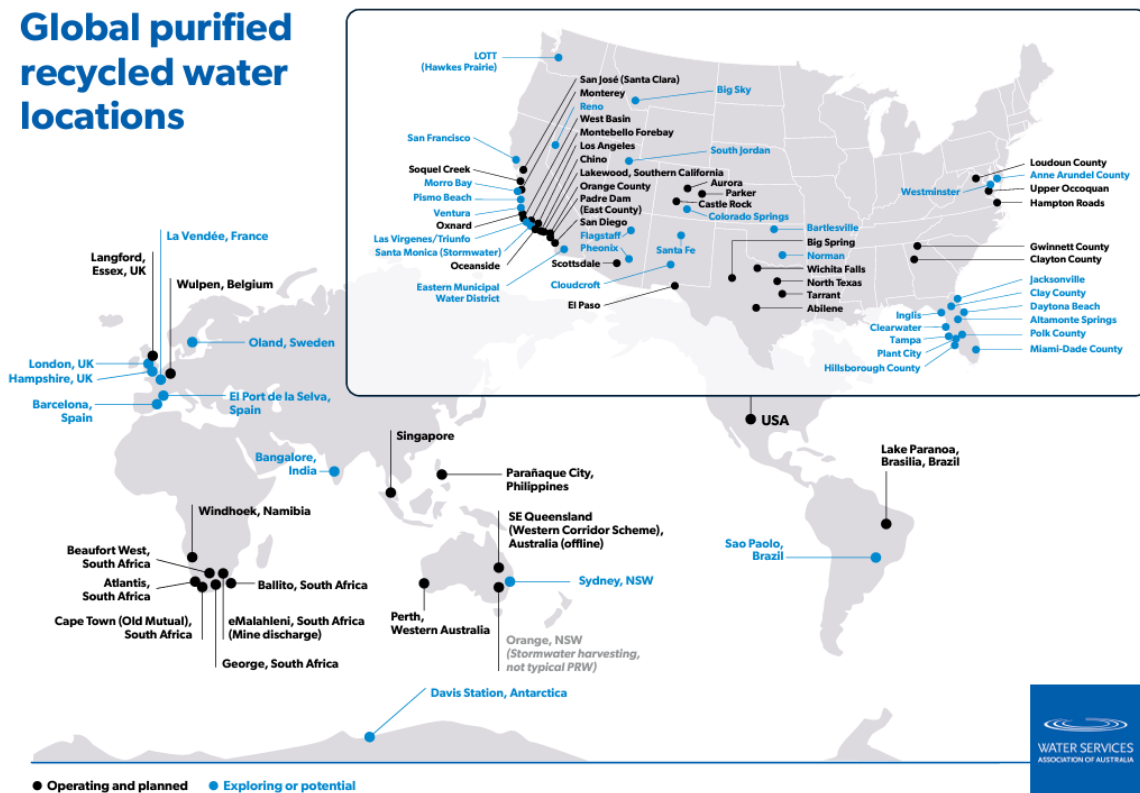 Global purified
recycled water
locations
LOTT
(Hawkes Prairie)
San José (Santa Clara)
Monterey
Reno
West Basin
Montebello Forebay
Los Angeles
Chino
Lakewood, Southern California
Orange County
Padre Dam
(East County)
San Diego
Flagstaff
Pheonix
Scottsdale
Big Sky
South Jordan
San Francisco
Soquel Creek
Morro Bay
Pismo Beach
Ventura
Oxnard
Las Virgenes/Triunfo
Santa Monica (Stormwater)
Oceanside
Eastern Municipal
Water District
Cloudcroft
El Paso
Santa Fe
Aurora
Parker
Castle Rock
Colorado Springs
Bartlesville
Big Spring
Norman
Wichita Falls
North Texas
Tarrant
Abilene
Westminster
Loudoun County
Anne Arundel County
Upper Occoquan
Hampton Roads
Gwinnett County
Clayton County
Jacksonville
Clay County
Daytona Beach
Altamonte Springs
Polk County
Miami-Dade County
Inglis
Clearwater
Tampa
Plant City
Hillsborough County
USA
La Vendée, France
Langford,
Essex, UK
Wulpen, Belgium
Oland, Sweden
London, UK
Hampshire, UK
Barcelona,
Spain
El Port de la Selva,
Spain
Bangalore,
India
Singapore
Parañaque City,
Philippines
Lake Paranoa,
Brasilia, Brazil
Sao Paolo,
Brazil
Windhoek, Namibia
Beaufort West,
South Africa
Atlantis,
South Africa
Ballito, South Africa
Cape Town (Old Mutual),
South Africa
eMalahleni, South Africa
(Mine discharge)
George, South Africa
SE Queensland
(Western Corridor Scheme),
Australia (offline)
Sydney, NSW
Perth,
Western Australia
Orange, NSW
(Stormwater harvesting,
not typical PRW)
Davis Station, Antarctica
WATER SERVICES
ASSOCIATION OF AUSTRALIA
Operating and planned
Exploring or potential